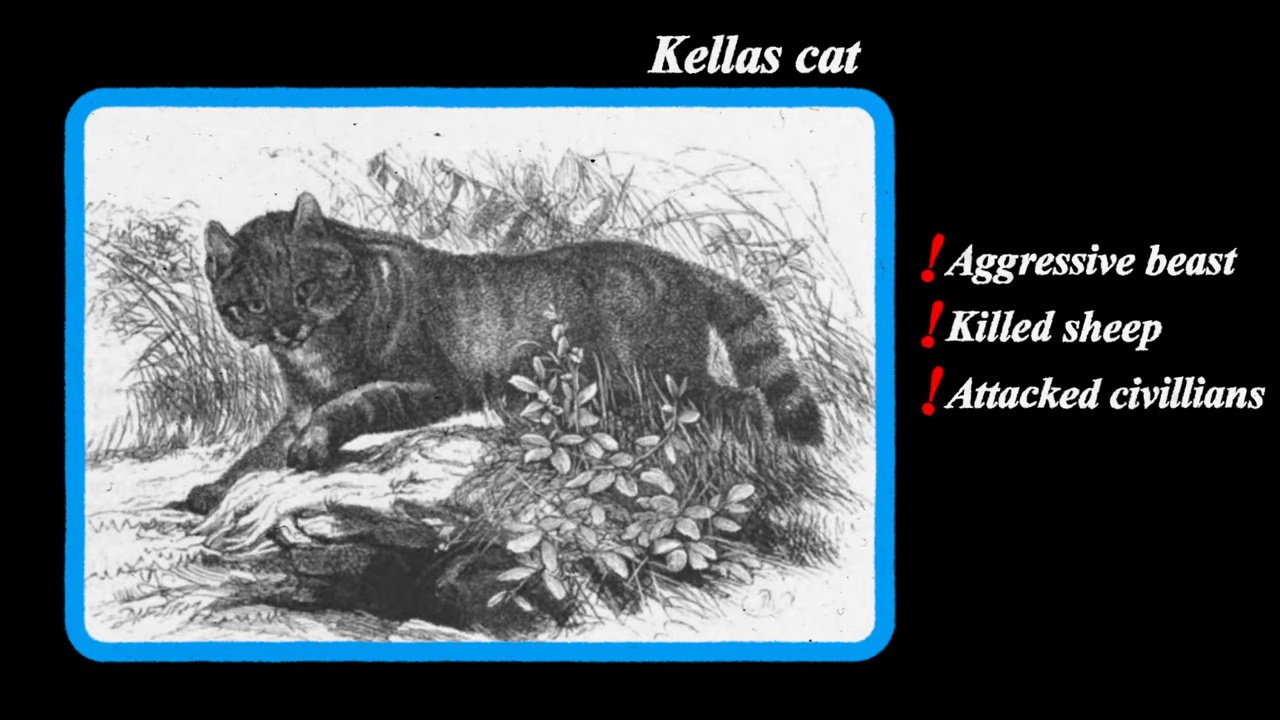 Kellas cat
! Aggressive beast
! Killed sheep
! Attacked civillians